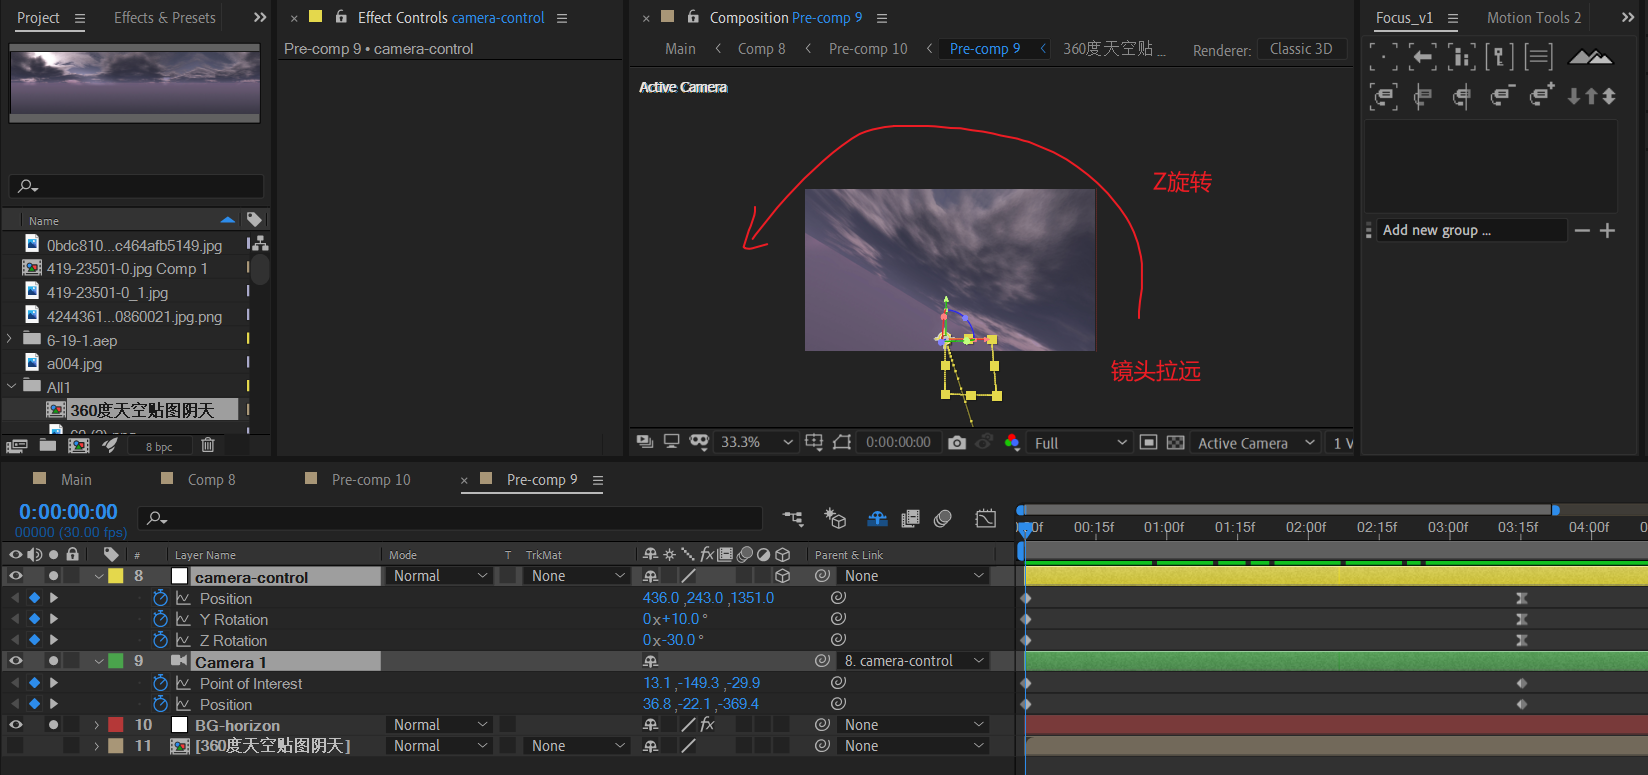 Project
Effects & Presets
Effect Controls camera-control
Pre-comp 9 • camera-control
Composition Pre-comp 9
Main
Comp 8
Pre-comp 10
Pre-comp 9
360度天空贴 ...
Renderer:
Classic 3D
Active Camera
Z旋转
镜头拉远
Focus_v1
Motion Tools 2
Add new group ...
Name
0bdc810...c464afb5149.jpg
419-23501-0.jpg Comp 1
419-23501-0_1.jpg
4244361...0860021.jpg.png
6-19-1.aep
a004.jpg
All1
360度天空贴图阴天
8 bpc
33.3%
0:00:00:00
Full
Active Camera
1 V
Main
Comp 8
Pre-comp 10
Pre-comp 9
0:00:00:00
00000 (30.00 fps)
00:15f
01:00f
01:15f
02:00f
02:15f
03:00f
03:15f
04:00f
# Layer Name
Mode
T TrkMat
Parent & Link
8 camera-control Normal None None
Position 436.0 ,243.0 ,1351.0
Y Rotation 0x+10.0°
Z Rotation 0x-30.0°
9 Camera 1 8. camera-control
Point of Interest 13.1 ,-149.3 ,-29.9
Position 36.8 ,-22.1 ,-369.4
10 BG-horizon Normal None
11 [360度天空贴图阴天] Normal None None